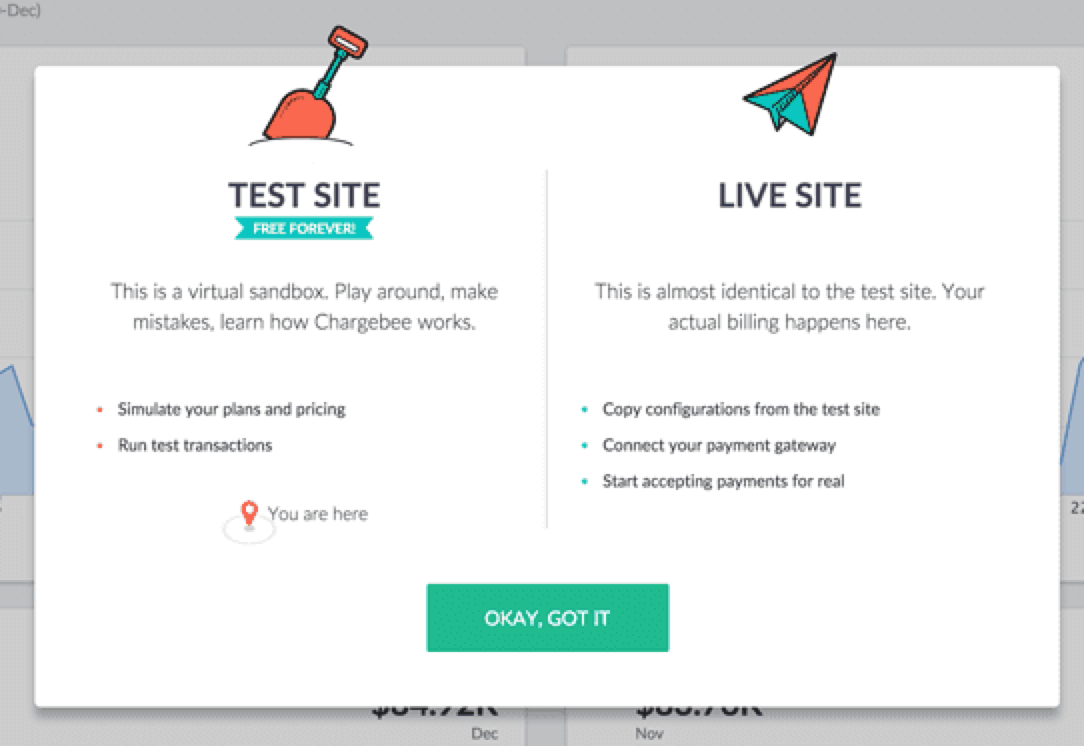 -Dec)
TEST SITE
FREE FOREVER!
This is a virtual sandbox. Play around, make
mistakes, learn how Chargebee works.
• Simulate your plans and pricing
• Run test transactions
You are here
LIVE SITE
This is almost identical to the test site. Your
actual billing happens here.
• Copy configurations from the test site
• Connect your payment gateway
• Start accepting payments for real
OKAY, GOT IT
22
Dec
Nov